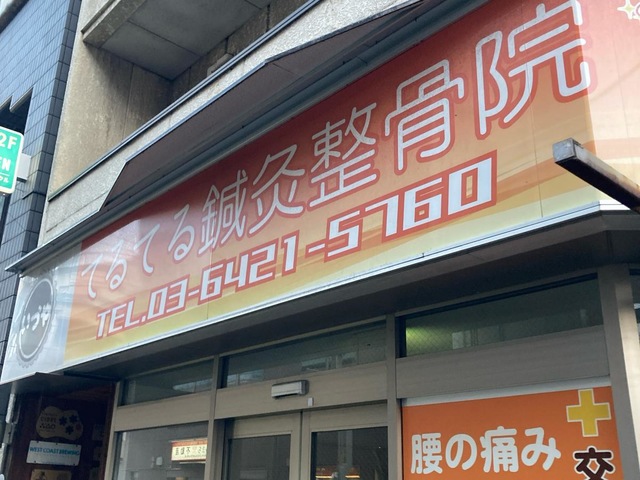 てるてる鍼灸整骨院
TEL.03-6421-5760
腰の痛み
交
2F
WEST COAST BREWING